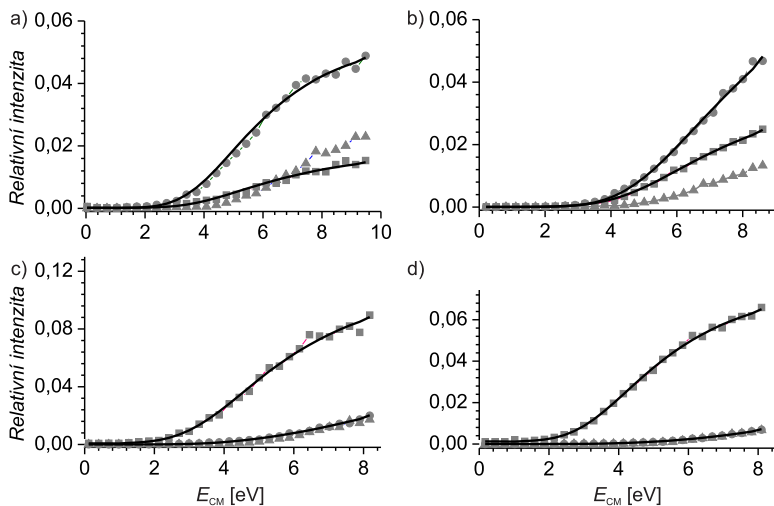 a)
b)
Relativní intenzita
0,06
0,04
0,02
0,00
0 2 4 6 8 10
0,06
0,04
0,02
0,00
0 2 4 6 8
c)
d)
Relativní intenzita
0,12
0,08
0,04
0,00
0 2 4 6 8
E_CM [eV]
0,06
0,04
0,02
0,00
0 2 4 6 8
E_CM [eV]